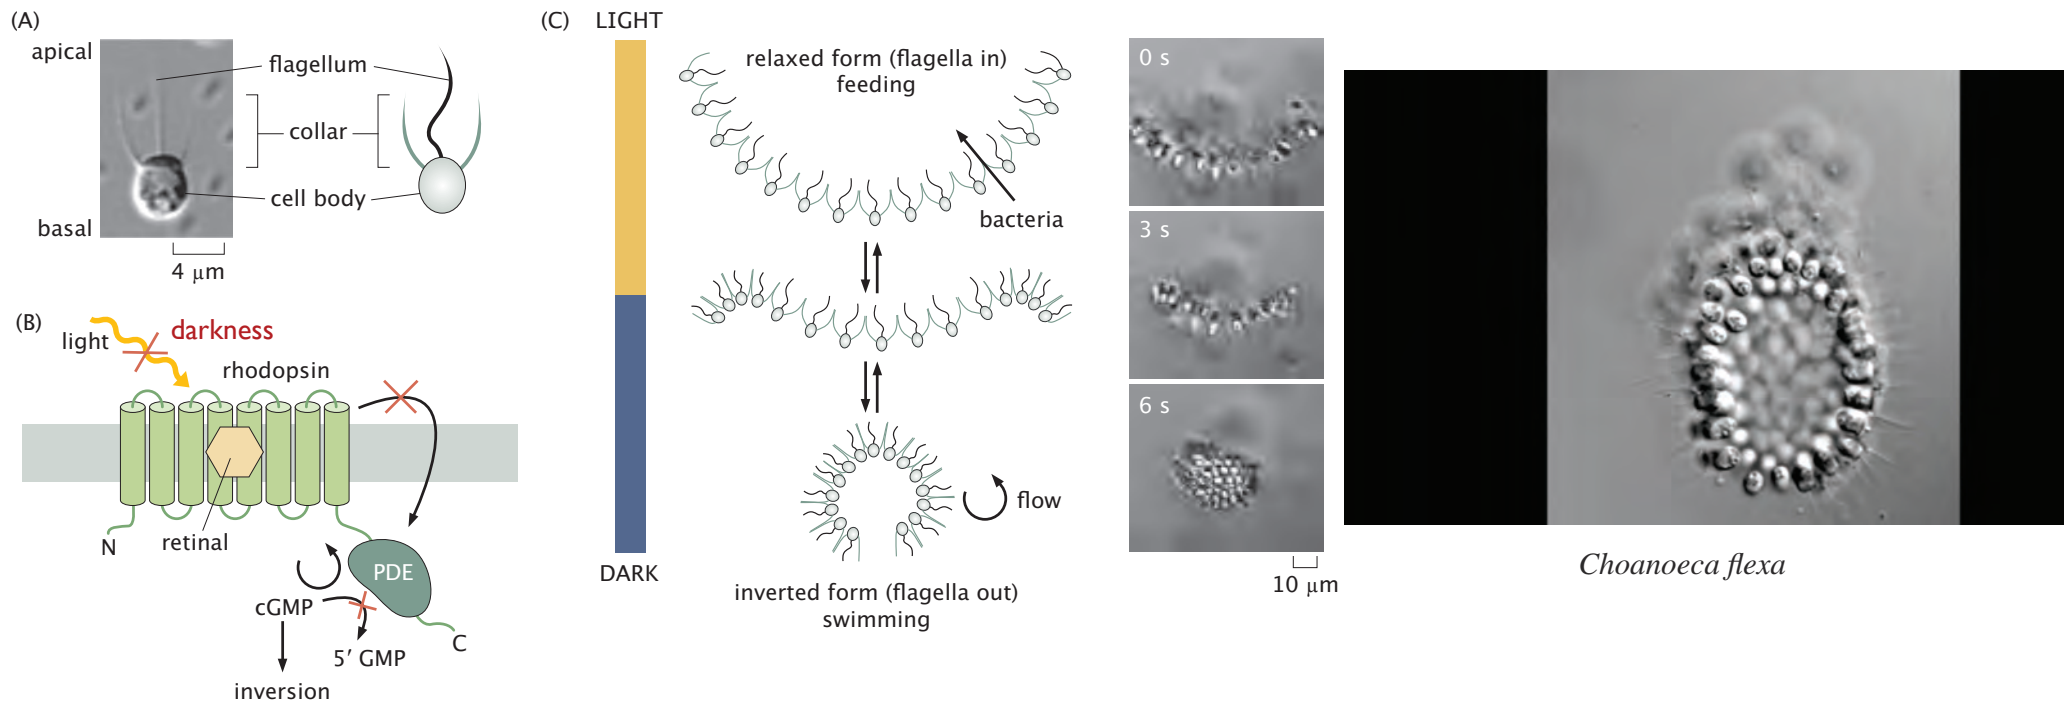 (A)
apical
flagellum
collar
cell body
basal
4 µm
(B)
light
darkness
rhodopsin
N
retinal
PDE
cGMP
C
5′ GMP
inversion
(C)
LIGHT
relaxed form (flagella in)
feeding
bacteria
flow
DARK
inverted form (flagella out)
swimming
0 s
3 s
6 s
10 µm
Choanoeca flexa